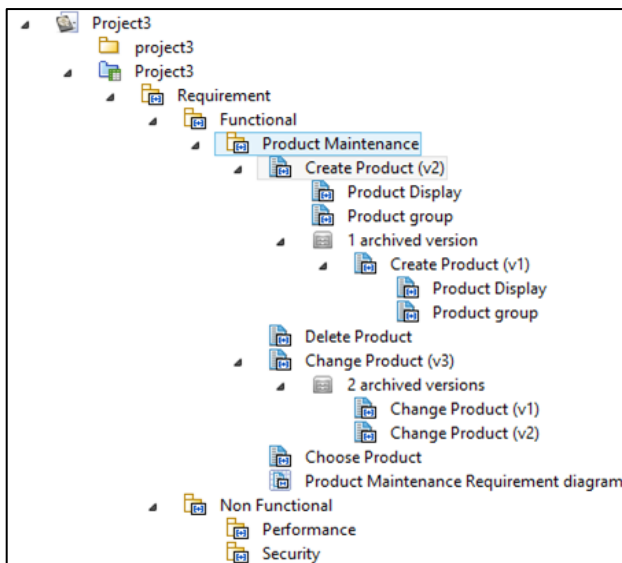 Project3
project3
Project3
Requirement
Functional
Product Maintenance
Create Product (v2)
Product Display
Product group
1 archived version
Create Product (v1)
Product Display
Product group
Delete Product
Change Product (v3)
2 archived versions
Change Product (v1)
Change Product (v2)
Choose Product
Product Maintenance Requirement diagram
Non Functional
Performance
Security